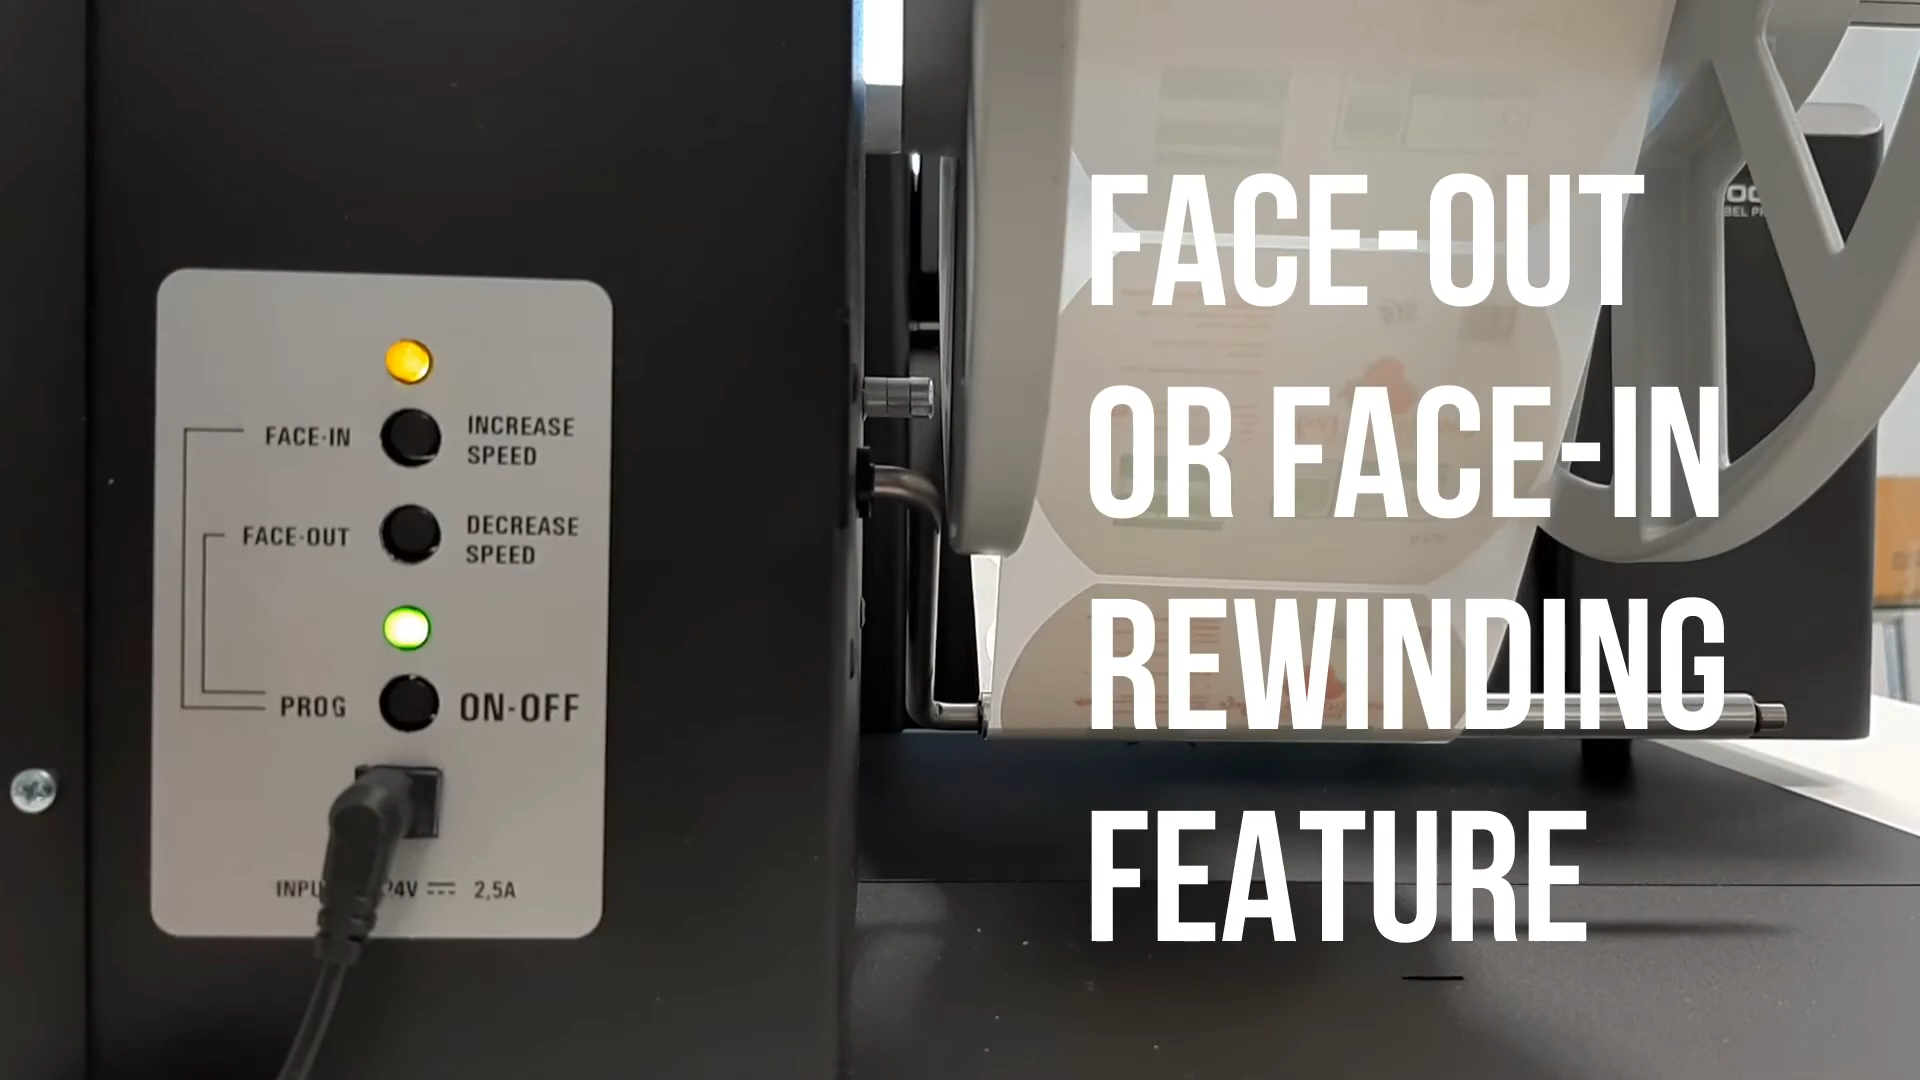 FACE-IN
INCREASE
SPEED
FACE-OUT
DECREASE
SPEED
PROG
ON-OFF
24V ⎓ 2,5A
FACE-OUT
OR FACE-IN
REWINDING
FEATURE